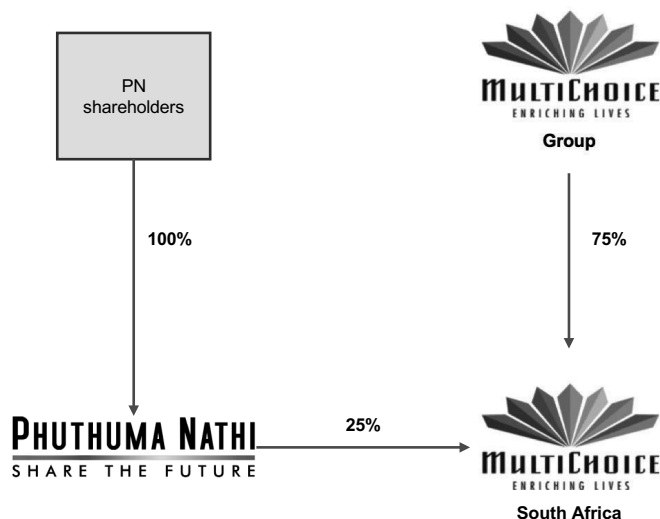 PN
shareholders
MULTICHOICE
ENRICHING LIVES
Group
100%
75%
PHUTHUMA NATHI
SHARE THE FUTURE
25%
MULTICHOICE
ENRICHING LIVES
South Africa